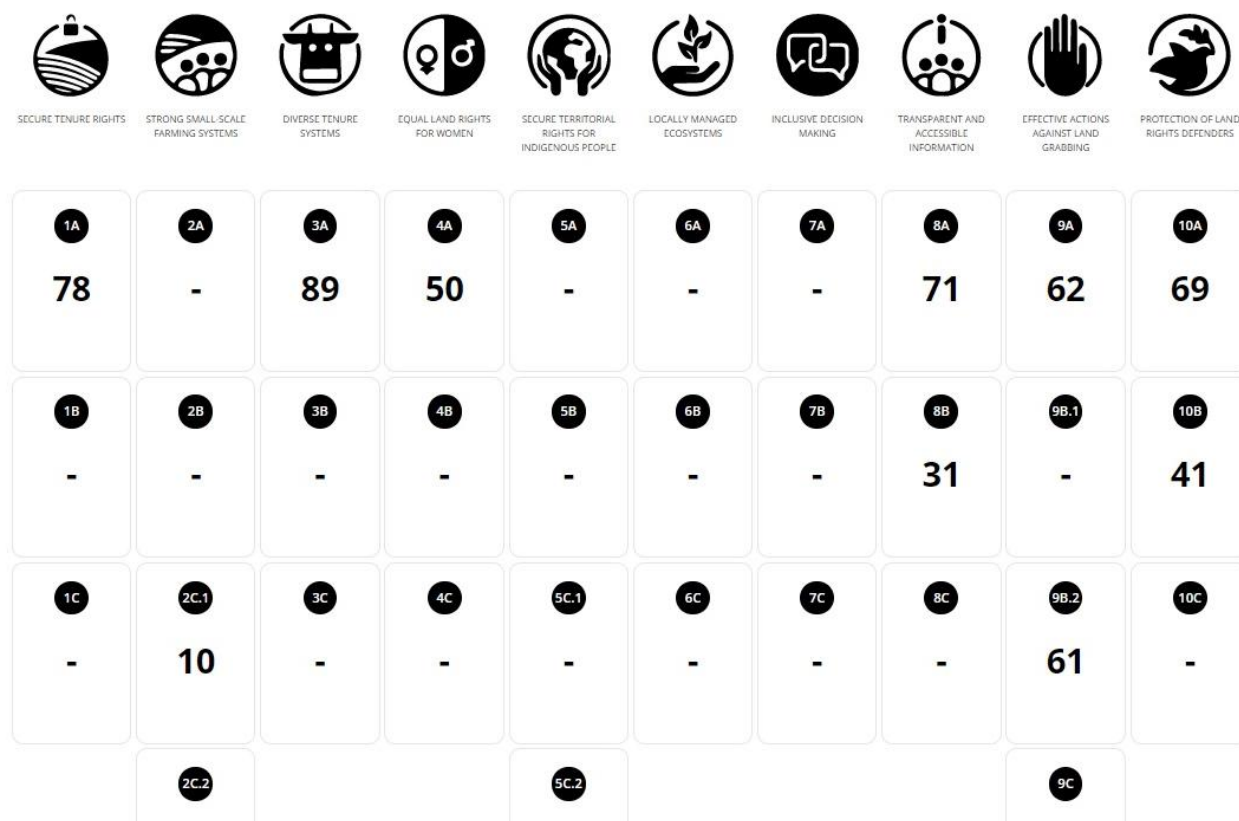 SECURE TENURE RIGHTS
STRONG SMALL-SCALE
FARMING SYSTEMS
DIVERSE TENURE
SYSTEMS
EQUAL LAND RIGHTS
FOR WOMEN
SECURE TERRITORIAL
RIGHTS FOR
INDIGENOUS PEOPLE
LOCALLY MANAGED
ECOSYSTEMS
INCLUSIVE DECISION
MAKING
TRANSPARENT AND
ACCESSIBLE
INFORMATION
EFFECTIVE ACTIONS
AGAINST LAND
GRABBING
PROTECTION OF LAND
RIGHTS DEFENDERS
1A 2A 3A 4A 5A 6A 7A 8A 9A 10A
78 - 89 50 - - - 71 62 69
1B 2B 3B 4B 5B 6B 7B 8B 9B.1 10B
- - - - - - - 31 - 41
1C 2C.1 3C 4C 5C.1 6C 7C 8C 9B.2 10C
- 10 - - - - - - 61 -
2C.2 5C.2 9C